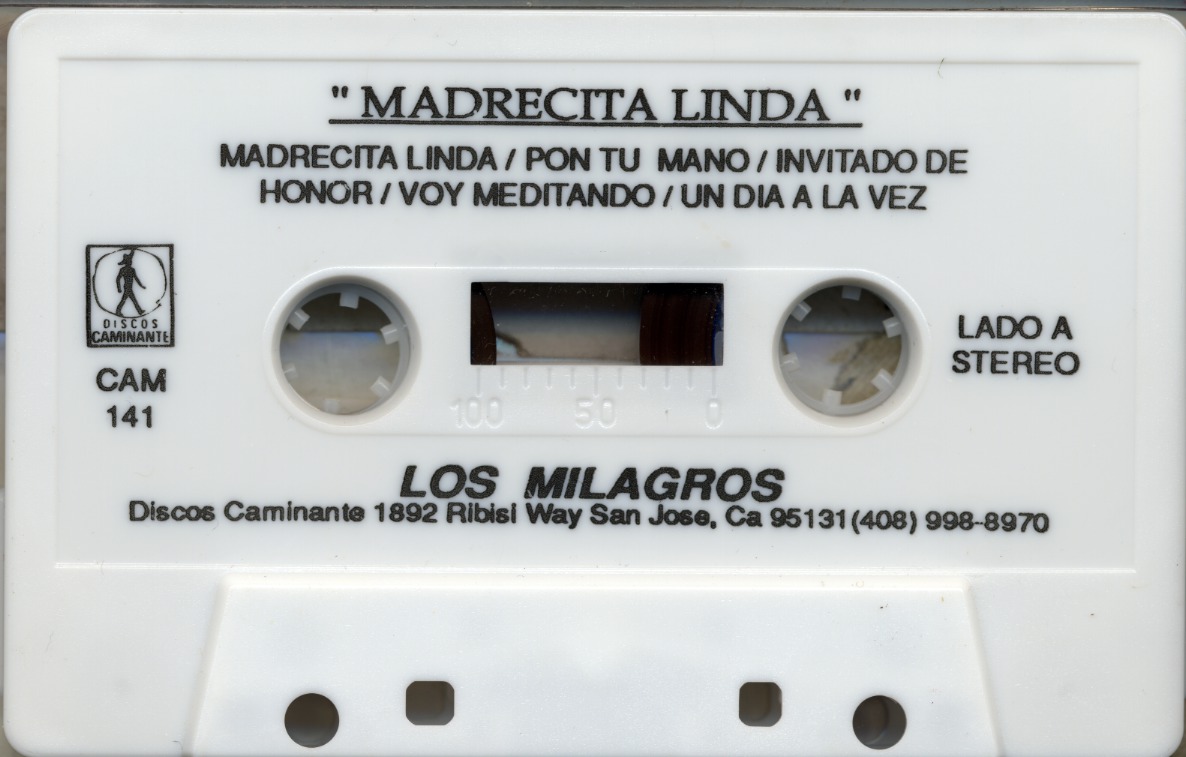 " MADRECITA LINDA "
MADRECITA LINDA / PON TU MANO / INVITADO DE
HONOR / VOY MEDITANDO / UN DIA A LA VEZ
DISCOS
CAMINANTE
CAM
141
LADO A
STEREO
100 50 0
LOS MILAGROS
Discos Caminante 1892 Ribisi Way San Jose, Ca 95131(408) 998-8970